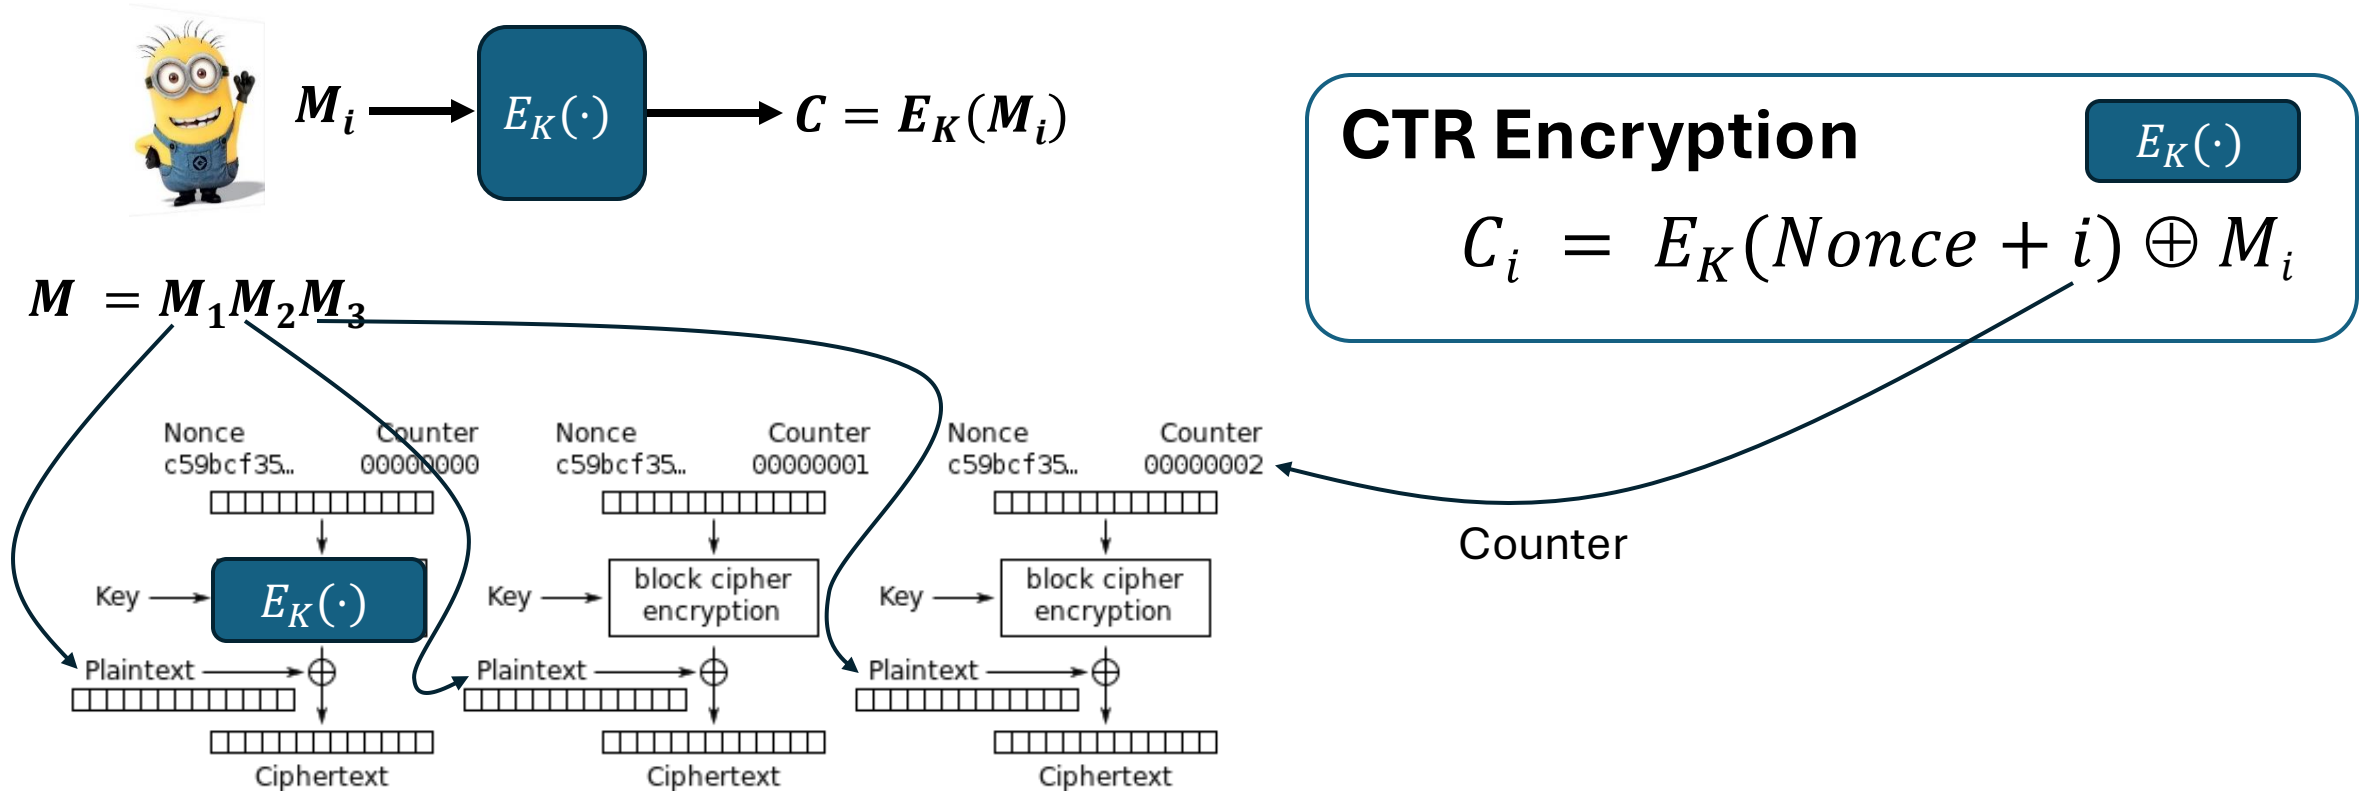 M_i
E_K(·)
C = E_K(M_i)
CTR Encryption
E_K(·)
C_i = E_K(Nonce + i) ⊕ M_i
M = M_1M_2M_3
Nonce Counter Nonce Counter Nonce Counter
c59bcf35… 00000000 c59bcf35… 00000001 c59bcf35… 00000002
Counter
Key E_K(·) Key block cipher encryption Key block cipher encryption
Plaintext Plaintext Plaintext
Ciphertext Ciphertext Ciphertext